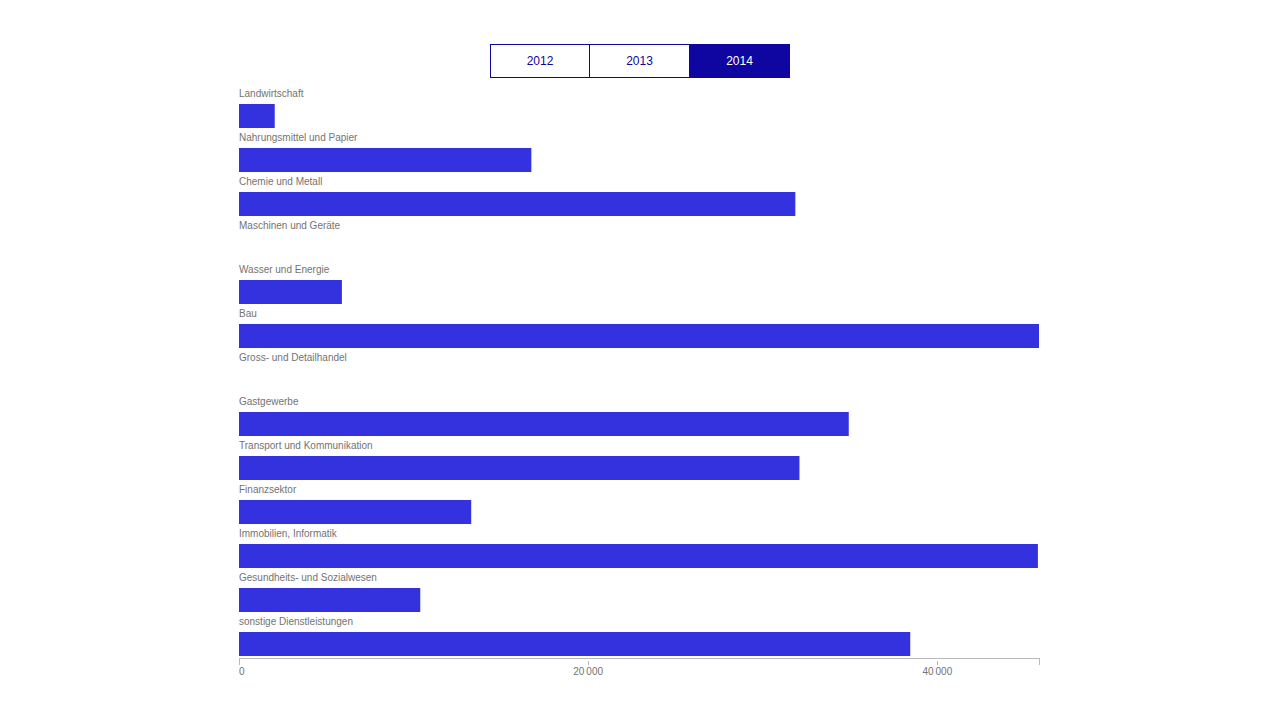 2012 2013 2014
Landwirtschaft
Nahrungsmittel und Papier
Chemie und Metall
Maschinen und Geräte
Wasser und Energie
Bau
Gross- und Detailhandel
Gastgewerbe
Transport und Kommunikation
Finanzsektor
Immobilien, Informatik
Gesundheits- und Sozialwesen
sonstige Dienstleistungen
0 20 000 40 000